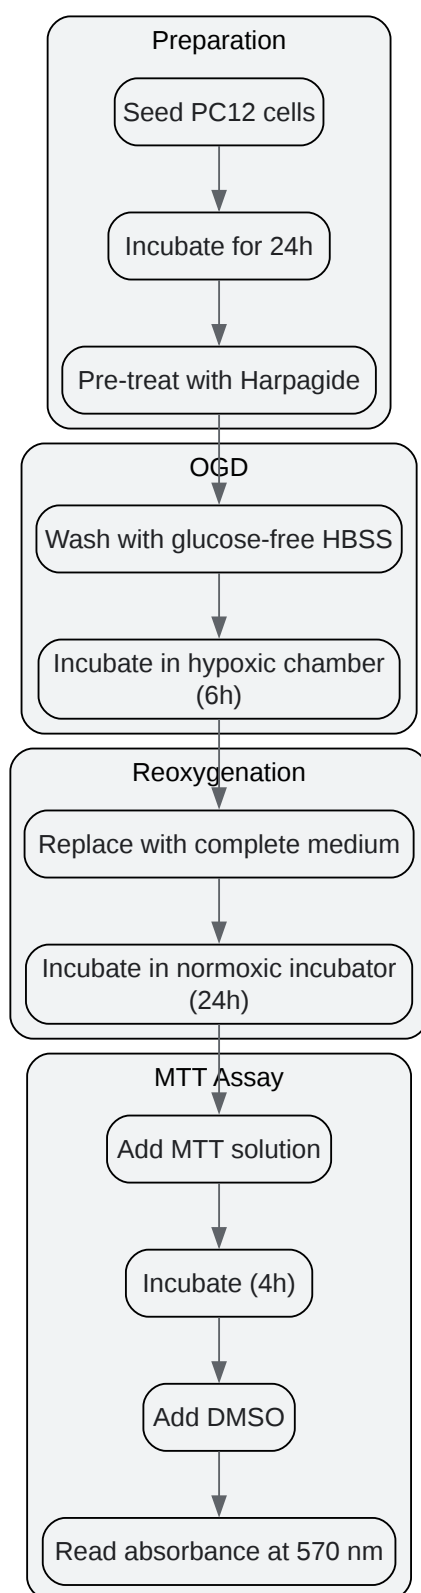 Preparation
Seed PC12 cells
Incubate for 24h
Pre-treat with Harpagide
OGD
Wash with glucose-free HBSS
Incubate in hypoxic chamber
(6h)
Reoxygenation
Replace with complete medium
Incubate in normoxic incubator
(24h)
MTT Assay
Add MTT solution
Incubate (4h)
Add DMSO
Read absorbance at 570 nm